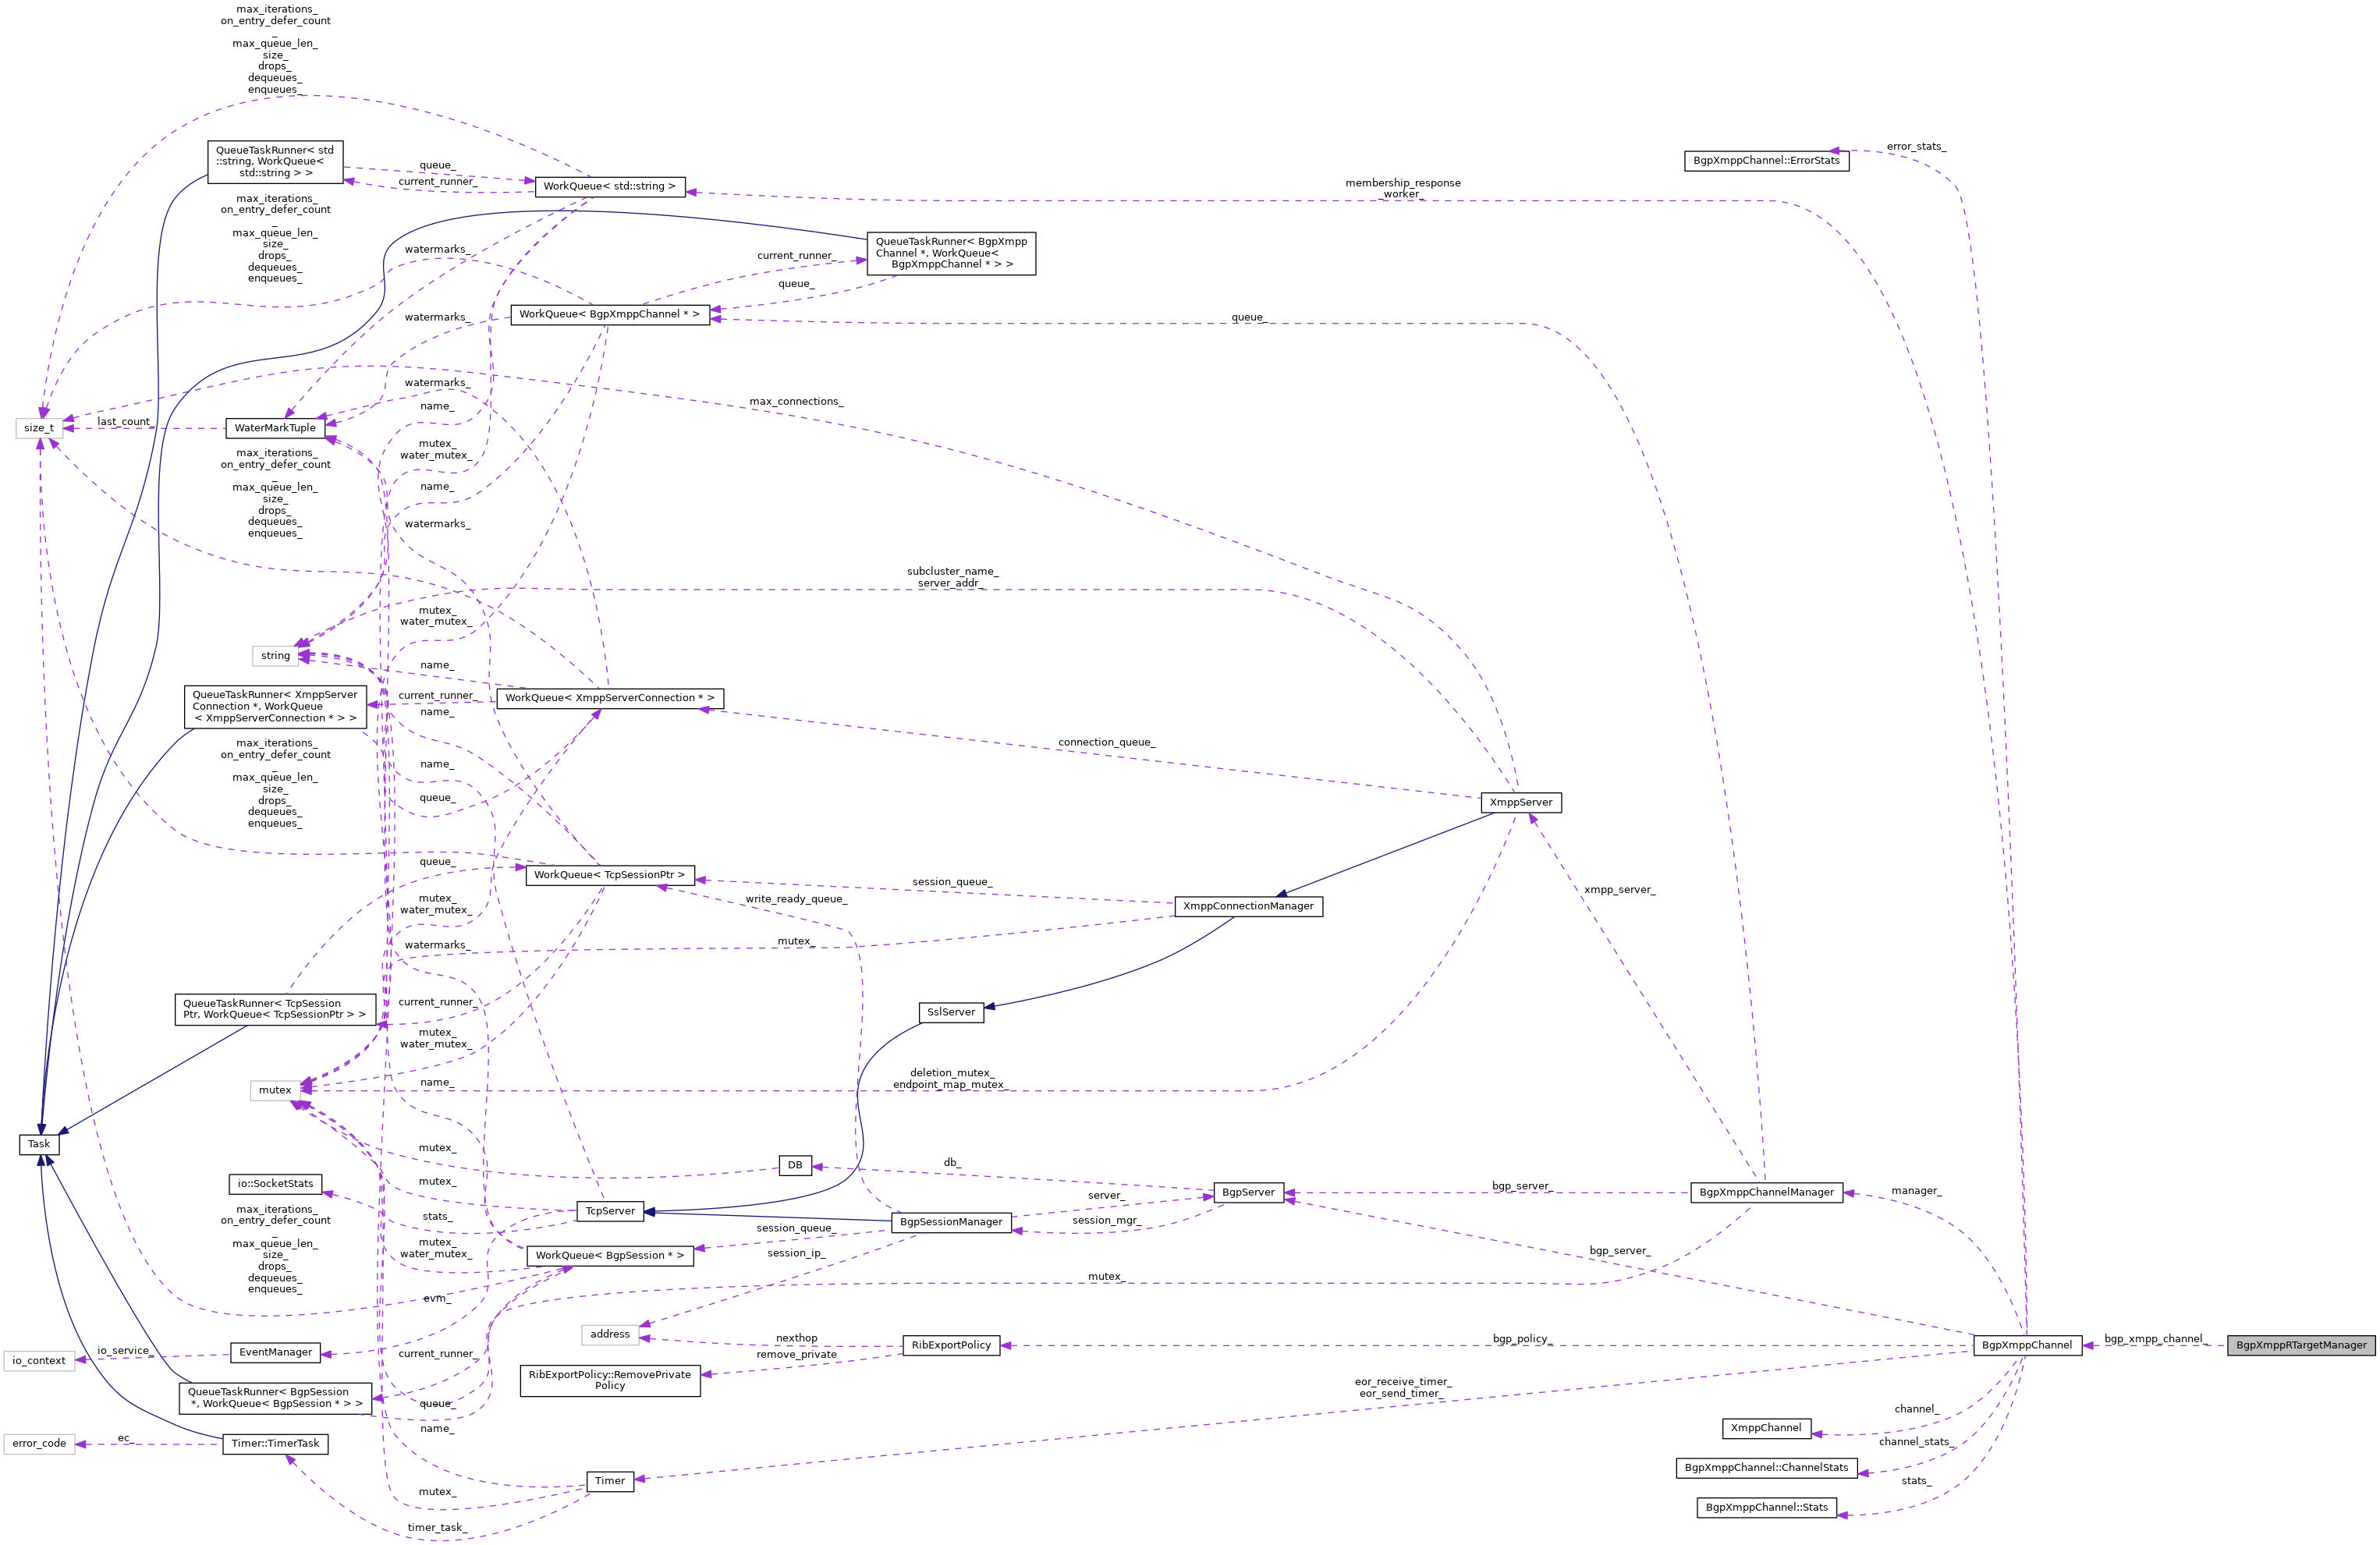 max_iterations_
on_entry_defer_count
_
max_queue_len_
size_
drops_
dequeues_
enqueues_
QueueTaskRunner< std
::string, WorkQueue<
std::string > >
queue_
current_runner_
WorkQueue< std::string >
membership_response
_worker_
BgpXmppChannel::ErrorStats
error_stats_
max_iterations_
on_entry_defer_count
_
max_queue_len_
size_
drops_
dequeues_
enqueues_
watermarks_
current_runner_
queue_
QueueTaskRunner< BgpXmpp
Channel *, WorkQueue<
BgpXmppChannel * > >
watermarks_
WorkQueue< BgpXmppChannel * >
queue_
watermarks_
name_
max_connections_
size_t
last_count_
WaterMarkTuple
mutex_
water_mutex_
max_iterations_
on_entry_defer_count
_
max_queue_len_
size_
drops_
dequeues_
enqueues_
name_
watermarks_
subcluster_name_
server_addr_
mutex_
water_mutex_
string
name_
QueueTaskRunner< XmppServer
Connection *, WorkQueue
< XmppServerConnection * > >
current_runner_
name_
WorkQueue< XmppServerConnection * >
connection_queue_
max_iterations_
on_entry_defer_count
_
max_queue_len_
size_
drops_
dequeues_
enqueues_
name_
queue_
XmppServer
queue_
WorkQueue< TcpSessionPtr >
session_queue_
xmpp_server_
mutex_
water_mutex_
write_ready_queue_
XmppConnectionManager
watermarks_
mutex_
QueueTaskRunner< TcpSession
Ptr, WorkQueue< TcpSessionPtr > >
current_runner_
SslServer
mutex_
water_mutex_
mutex
name_
deletion_mutex_
endpoint_map_mutex_
Task
mutex_
DB
db_
io::SocketStats
mutex_
TcpServer
server_
BgpServer
bgp_server_
BgpXmppChannelManager
manager_
max_iterations_
on_entry_defer_count
_
max_queue_len_
size_
drops_
dequeues_
enqueues_
stats_
session_queue_
BgpSessionManager
session_mgr_
mutex_
water_mutex_
WorkQueue< BgpSession * >
session_ip_
bgp_server_
evm_
mutex_
address
nexthop
RibExportPolicy
bgp_policy_
BgpXmppChannel
bgp_xmpp_channel_
BgpXmppRTargetManager
io_context
io_service_
EventManager
current_runner_
remove_private
RibExportPolicy::RemovePrivate
Policy
QueueTaskRunner< BgpSession
*, WorkQueue< BgpSession * > >
queue_
eor_receive_timer_
eor_send_timer_
channel_
XmppChannel
name_
error_code
ec_
Timer::TimerTask
channel_stats_
BgpXmppChannel::ChannelStats
Timer
mutex_
stats_
BgpXmppChannel::Stats
timer_task_